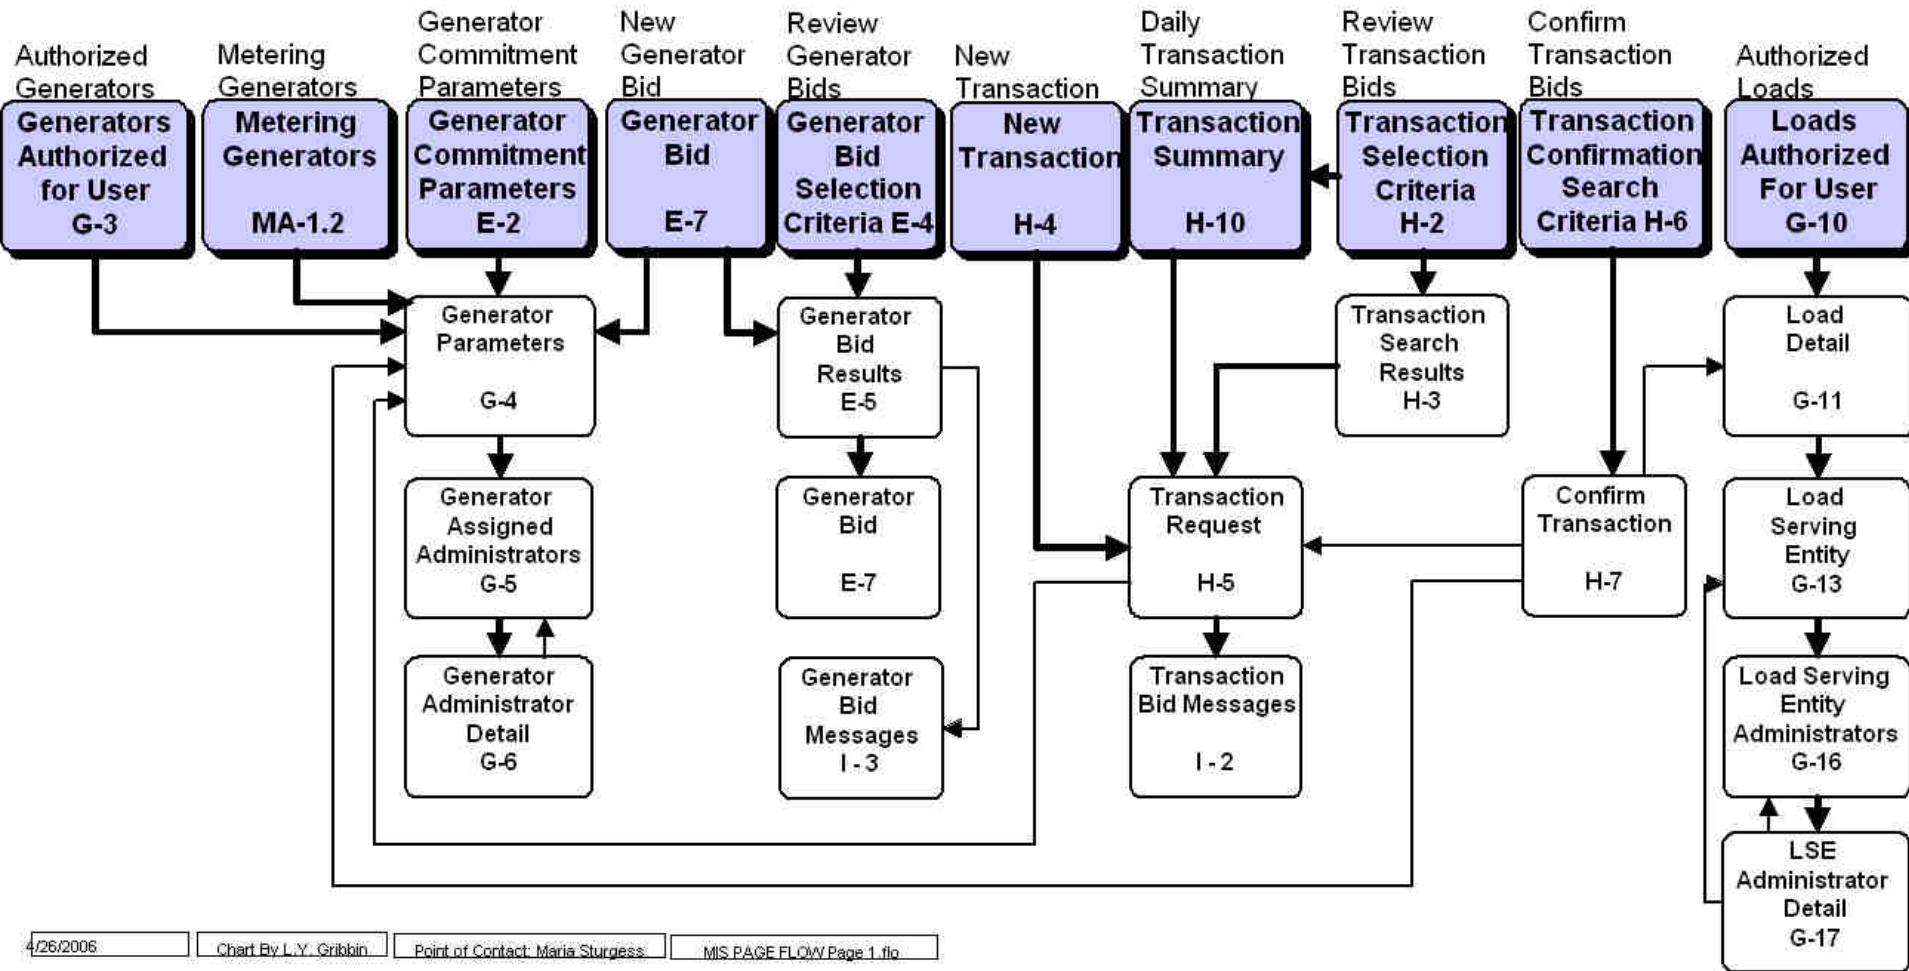 Authorized
Generators
Metering
Generators
Generator
Commitment
Parameters
New
Generator
Bid
Review
Generator
Bids
New
Transaction
Daily
Transaction
Summary
Review
Transaction
Bids
Confirm
Transaction
Bids
Authorized
Loads
Generators
Authorized
for User
G-3
Metering
Generators
MA-1.2
Generator
Commitment
Parameters
E-2
Generator
Bid
E-7
Generator
Bid
Selection
Criteria E-4
New
Transaction
H-4
Transaction
Summary
H-10
Transaction
Selection
Criteria
H-2
Transaction
Confirmation
Search
Criteria H-6
Loads
Authorized
For User
G-10
Generator
Parameters
G-4
Generator
Bid
Results
E-5
Transaction
Search
Results
H-3
Load
Detail
G-11
Generator
Assigned
Administrators
G-5
Generator
Bid
E-7
Transaction
Request
H-5
Confirm
Transaction
H-7
Load
Serving
Entity
G-13
Generator
Administrator
Detail
G-6
Generator
Bid
Messages
I - 3
Transaction
Bid Messages
I - 2
Load Serving
Entity
Administrators
G-16
LSE
Administrator
Detail
G-17
4/26/2006
Chart By L.Y. Gribbin
Point of Contact: Maria Sturgess
MIS PAGE FLOW Page 1.flo